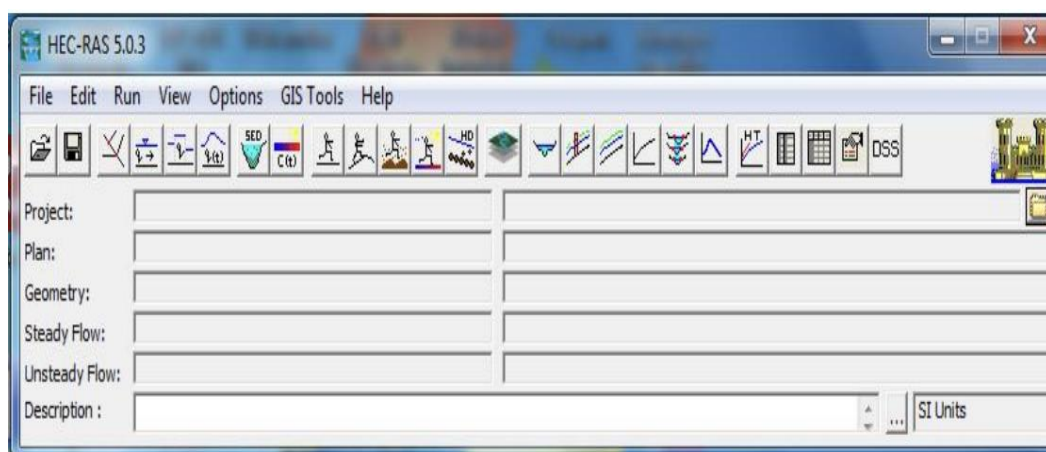 HEC-RAS 5.0.3
File Edit Run View Options GIS Tools Help
SED C(t) HD HT DSS
Project:
Plan:
Geometry:
Steady Flow:
Unsteady Flow:
Description : ... SI Units